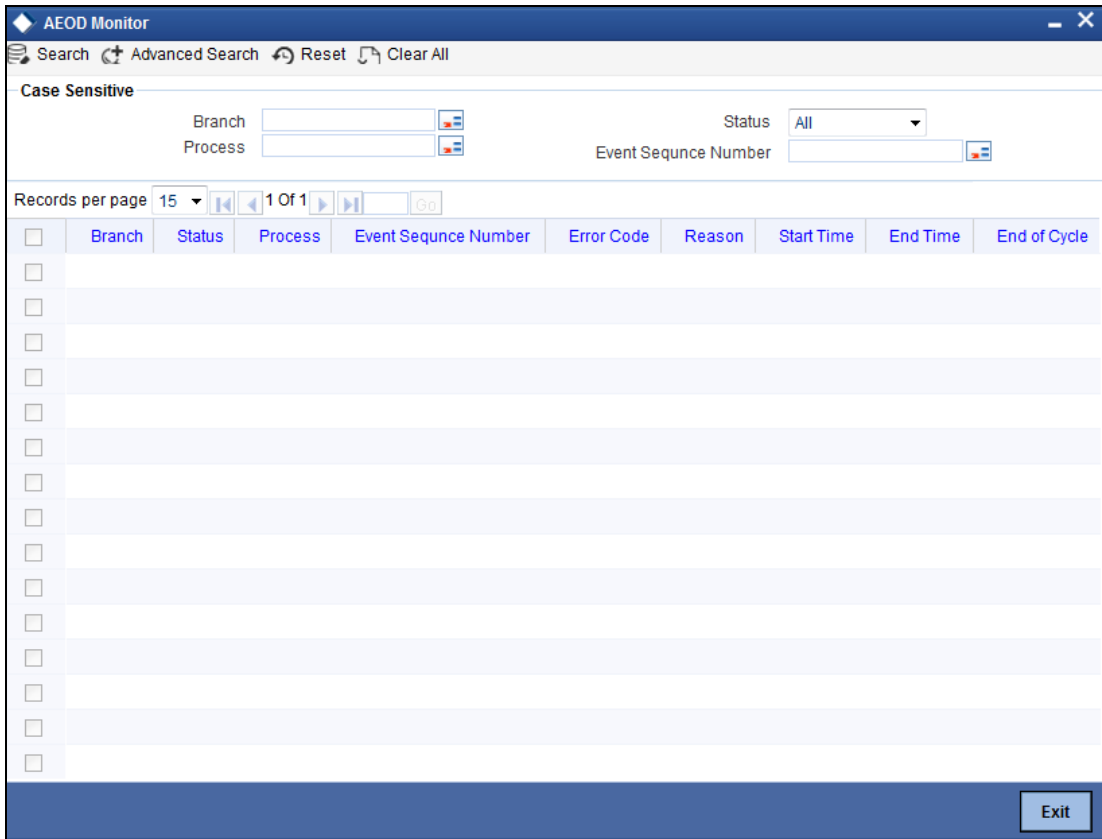 AEOD Monitor
Search Advanced Search Reset Clear All
Case Sensitive
Branch Status All
Process Event Sequnce Number
Records per page 15 1 Of 1 Go
Branch Status Process Event Sequnce Number Error Code Reason Start Time End Time End of Cycle
Exit